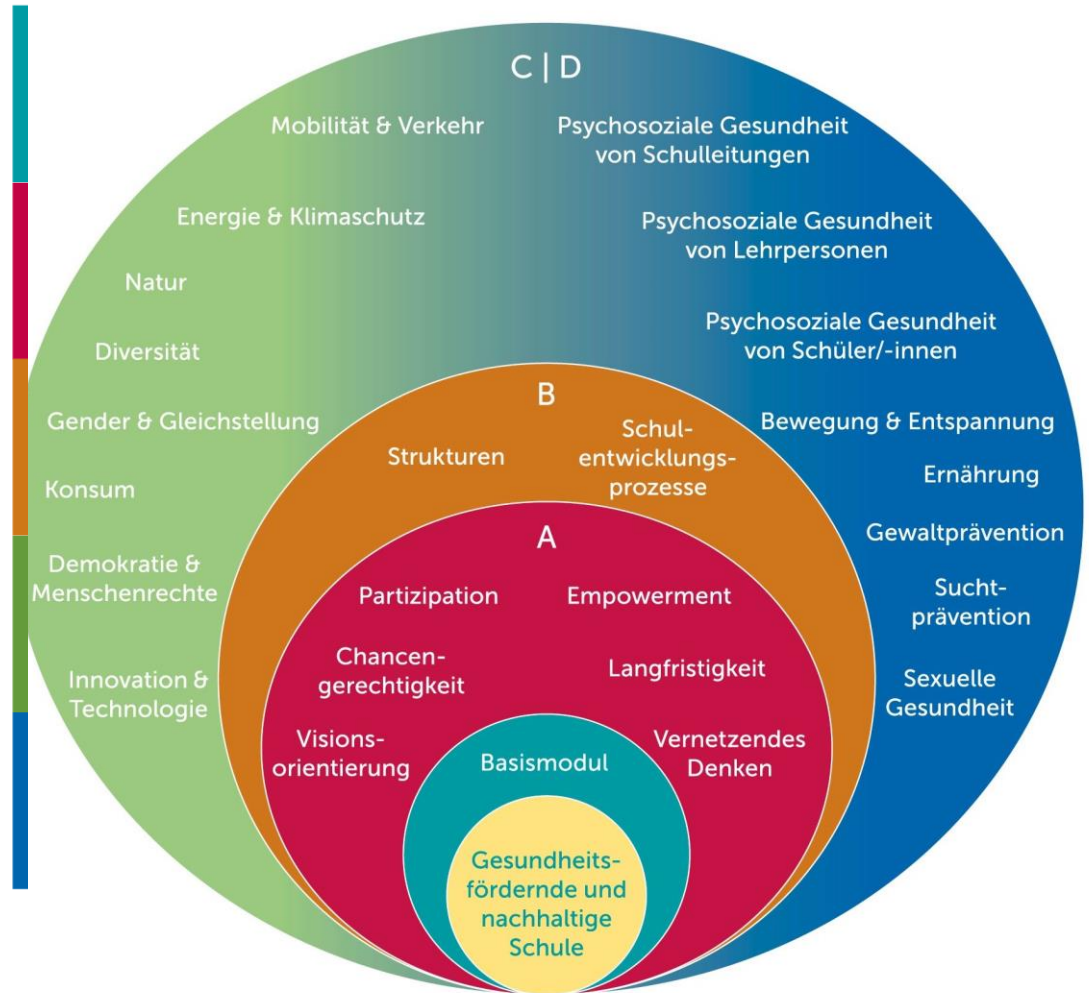 C | D
Mobilität & Verkehr
Energie & Klimaschutz
Natur
Diversität
Gender & Gleichstellung
Konsum
Demokratie &
Menschenrechte
Innovation &
Technologie
Psychosoziale Gesundheit
von Schulleitungen
Psychosoziale Gesundheit
von Lehrpersonen
Psychosoziale Gesundheit
von Schüler/-innen
Bewegung & Entspannung
Ernährung
Gewaltprävention
Sucht-
prävention
Sexuelle
Gesundheit
B
Strukturen
Schul-
entwicklungs-
prozesse
A
Partizipation
Empowerment
Chancen-
gerechtigkeit
Langfristigkeit
Visions-
orientierung
Vernetzendes
Denken
Basismodul
Gesundheits-
fördernde und
nachhaltige
Schule